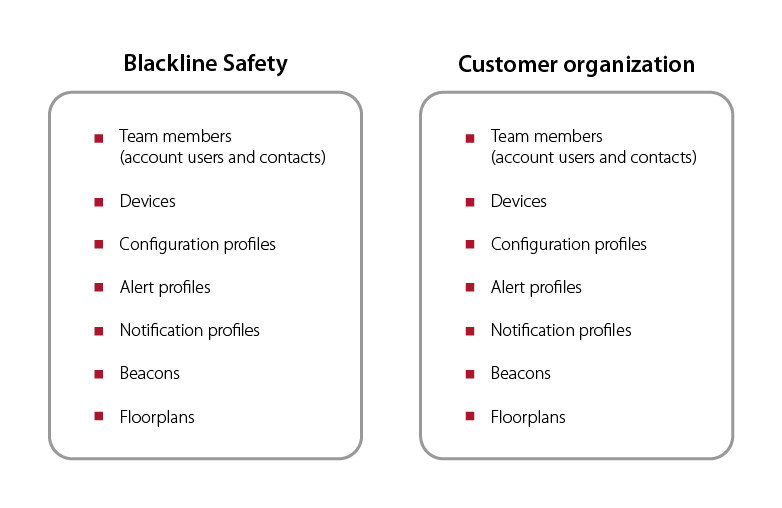 Blackline Safety
Team members
(account users and contacts)
Devices
Configuration profiles
Alert profiles
Notification profiles
Beacons
Floorplans
Customer organization
Team members
(account users and contacts)
Devices
Configuration profiles
Alert profiles
Notification profiles
Beacons
Floorplans